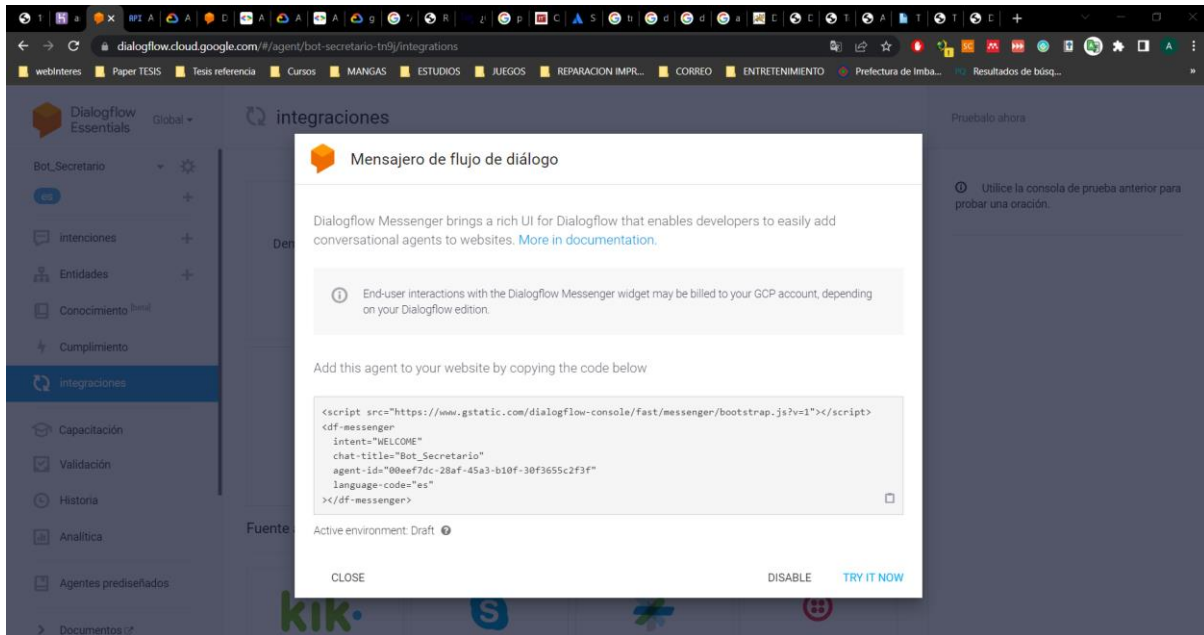 dialogflow.cloud.google.com/#/agent/bot-secretario-tn9j/integrations
webInteres Paper TESIS Tesis referencia Cursos MANGAS ESTUDIOS JUEGOS REPARACION IMPR... CORREO ENTRETENIMIENTO Prefectura de Imba... Resultados de búsq... »
Dialogflow
Essentials
Global
integraciones
Pruebalo ahora
Bot_Secretario
es
intenciones
Entidades
Conocimiento
Cumplimiento
integraciones
Capacitación
Validación
Historia
Analítica
Agentes prediseñados
Documentos
Utilice la consola de prueba anterior para
probar una oración.
Den
Fuente
Mensajero de flujo de diálogo
Dialogflow Messenger brings a rich UI for Dialogflow that enables developers to easily add
conversational agents to websites. More in documentation.
End-user interactions with the Dialogflow Messenger widget may be billed to your GCP account, depending
on your Dialogflow edition.
Add this agent to your website by copying the code below
<script src="https://www.gstatic.com/dialogflow-console/fast/messenger/bootstrap.js?v=1"></script>
<df-messenger
intent="WELCOME"
chat-title="Bot_Secretario"
agent-id="00eef7dc-28af-45a3-b10f-30f3655c2f3f"
language-code="es"
></df-messenger>
Active environment: Draft
CLOSE
DISABLE
TRY IT NOW
kik